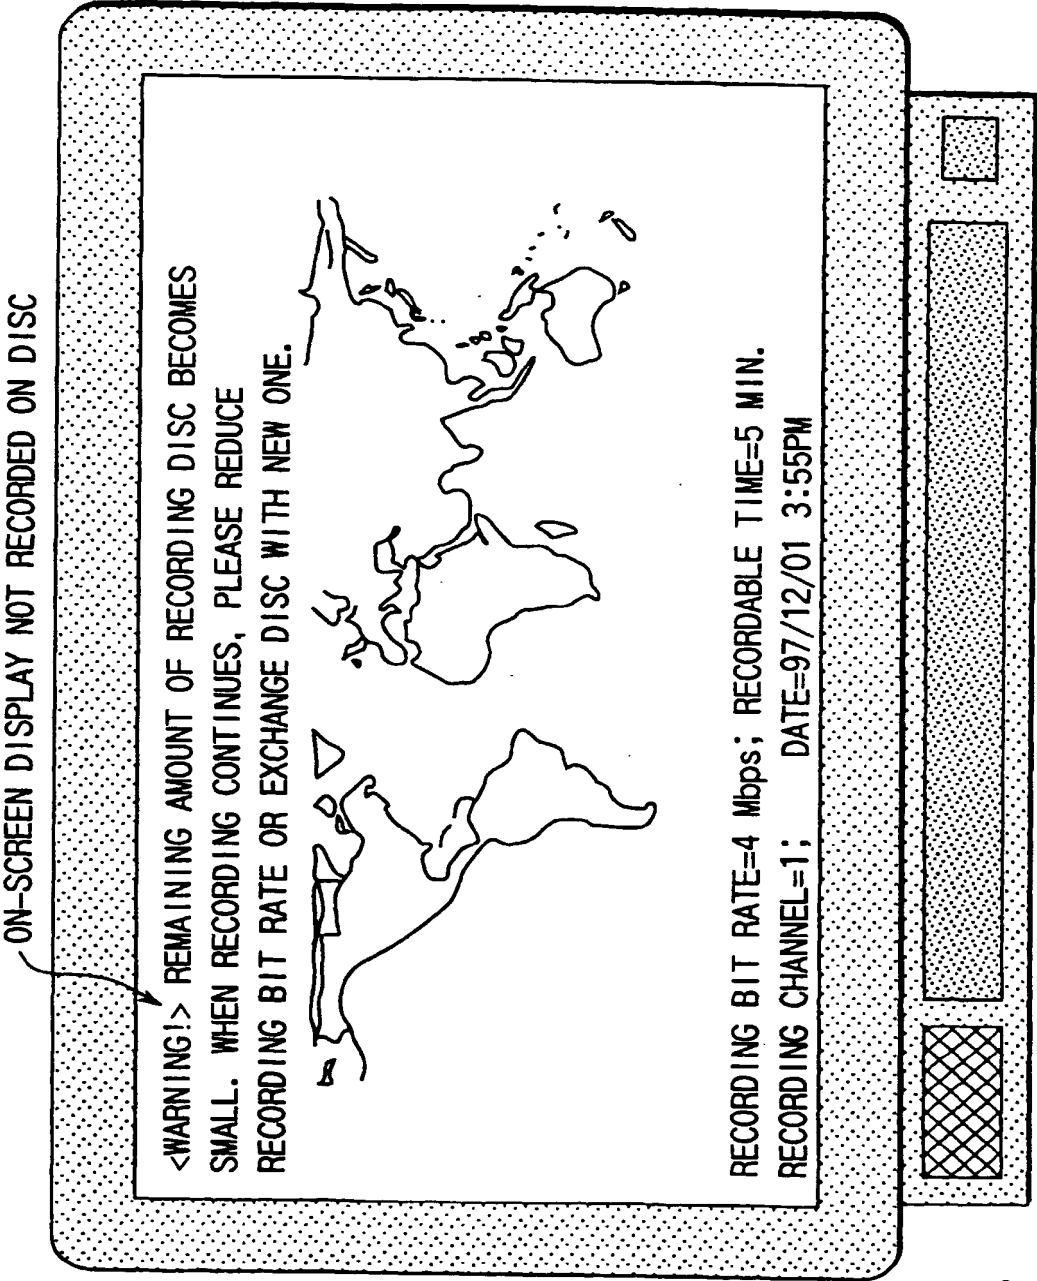 ON-SCREEN DISPLAY NOT RECORDED ON DISC
<WARNING!> REMAINING AMOUNT OF RECORDING DISC BECOMES
SMALL. WHEN RECORDING CONTINUES, PLEASE REDUCE
RECORDING BIT RATE OR EXCHANGE DISC WITH NEW ONE.
RECORDING BIT RATE=4 Mbps; RECORDABLE TIME=5 MIN.
RECORDING CHANNEL=1; DATE=97/12/01 3:55PM